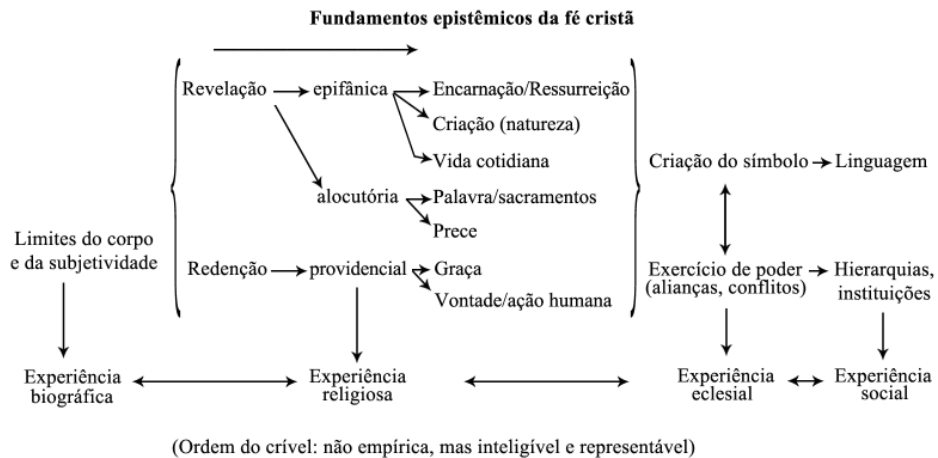 Fundamentos epistêmicos da fé cristã
Revelação
epifânica
Encarnação/Ressurreição
Criação (natureza)
Vida cotidiana
alocutória
Palavra/sacramentos
Prece
Redenção
providencial
Graça
Vontade/ação humana
Limites do corpo
e da subjetividade
Criação do símbolo
Linguagem
Exercício de poder
(alianças, conflitos)
Hierarquias,
instituições
Experiência
biográfica
Experiência
religiosa
Experiência
eclesial
Experiência
social
(Ordem do crível: não empírica, mas inteligível e representável)